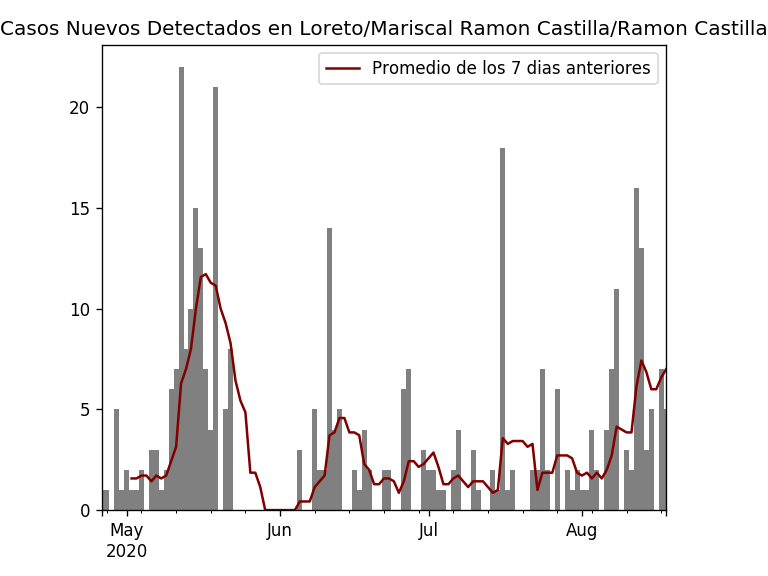 Casos Nuevos Detectados en Loreto/Mariscal Ramon Castilla/Ramon Castilla
Promedio de los 7 dias anteriores
20
15
10
5
0
May
2020
Jun
Jul
Aug